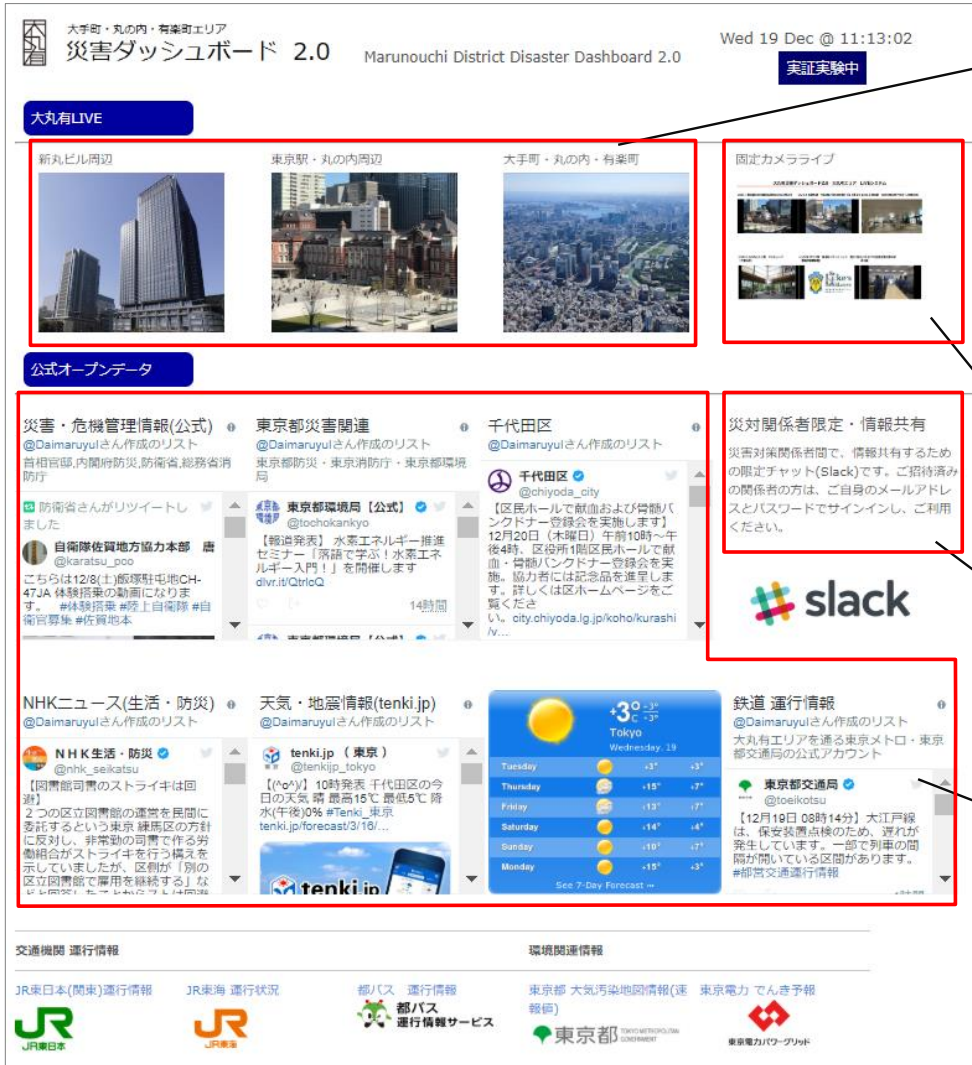 大手町・丸の内・有楽町エリア
災害ダッシュボード 2.0
Marunouchi District Disaster Dashboard 2.0
Wed 19 Dec @ 11:13:02
実証実験中
大丸有LIVE
新丸ビル周辺
東京駅・丸の内周辺
大手町・丸の内・有楽町
固定カメラライブ
公式オープンデータ
災害・危機管理情報(公式)
@Daimaruyuiさん作成のリスト
首相官邸,内閣府防災,防衛省,総務省消
防庁
防衛省さんがリツイートし
ました
自衛隊佐賀地方協力本部 唐
@karatsu_poo
こちらは12/8(土)飯塚駐屯地CH-
47JA 体験搭乗の動画になりま
す。 #体験搭乗 #陸上自衛隊 #自
衛官募集 #佐賀地本
東京都災害関連
@Daimaruyuiさん作成のリスト
東京都防災・東京消防庁・東京都環境
局
東京都環境局【公式】
@tochokankyo
【報道発表】 水素エネルギー推進
セミナー「落語で学ぶ！水素エネ
ルギー入門！」を開催します
dlvr.it/QtrlcQ
14時間
東京都環境局【公式】
千代田区
@Daimaruyuiさん作成のリスト
千代田区
@chiyoda_city
【区民ホールで献血および骨髄バ
ンクドナー登録会を実施します】
12月20日（木曜日）午前10時～午
後4時、区役所1階区民ホールで献
血・骨髄バンクドナー登録会を実
施。協力者には記念品を進呈しま
す。詳しくは区ホームページをご
覧くださ
い。city.chiyoda.lg.jp/koho/kurashi
/v...
災対関係者限定・情報共有
災害対策関係者間で、情報共有するため
の限定チャット(Slack)です。ご招待済み
の関係者の方は、ご自身のメールアドレ
スとパスワードでサインインし、ご利用
ください。
slack
NHKニュース(生活・防災)
@Daimaruyuiさん作成のリスト
ＮＨＫ生活・防災
@nhk_seikatsu
【図書館司書のストライキは回
避】
２つの区立図書館の運営を民間に
委託するという東京 練馬区の方針
に反対し、非常勤の司書で作る労
働組合がストライキを行う構えを
示していましたが、区側が「別の
区立図書館で雇用を継続する」な
どと回答したことからストは回避
天気・地震情報(tenki.jp)
@Daimaruyuiさん作成のリスト
tenki.jp （ 東京 ）
@tenkijp_tokyo
【(^o^)/】10時発表 千代田区の今
日の天気 晴 最高15℃ 最低5℃ 降
水(午後)0% #Tenki_東京
tenki.jp/forecast/3/16/...
tenki.jp
+3°C
+3°
-3°
Tokyo
Wednesday, 19
Tuesday +3° +3°
Thursday +15° +7°
Friday +13° +7°
Saturday +14° +4°
Sunday +10° +7°
Monday +15° +3°
See 7-Day Forecast
鉄道 運行情報
@Daimaruyuiさん作成のリスト
大丸有エリアを通る東京メトロ・東京
都交通局の公式アカウント
東京都交通局
@toeikotsu
【12月19日 08時14分】大江戸線
は、保安装置点検のため、遅れが
発生しています。一部で列車の間
隔が開いている区間があります。
#都営交通運行情報
交通機関 運行情報
環境関連情報
JR東日本(関東)運行情報
JR東海 運行状況
都バス 運行情報
東京都 大気汚染地図情報(速
報値)
東京電力 でんき予報
JR
JR東日本
JR
JR東海
都バス
運行情報サービス
東京都
TOKYO METROPOLITAN
GOVERNMENT
東京電力パワーグリッド